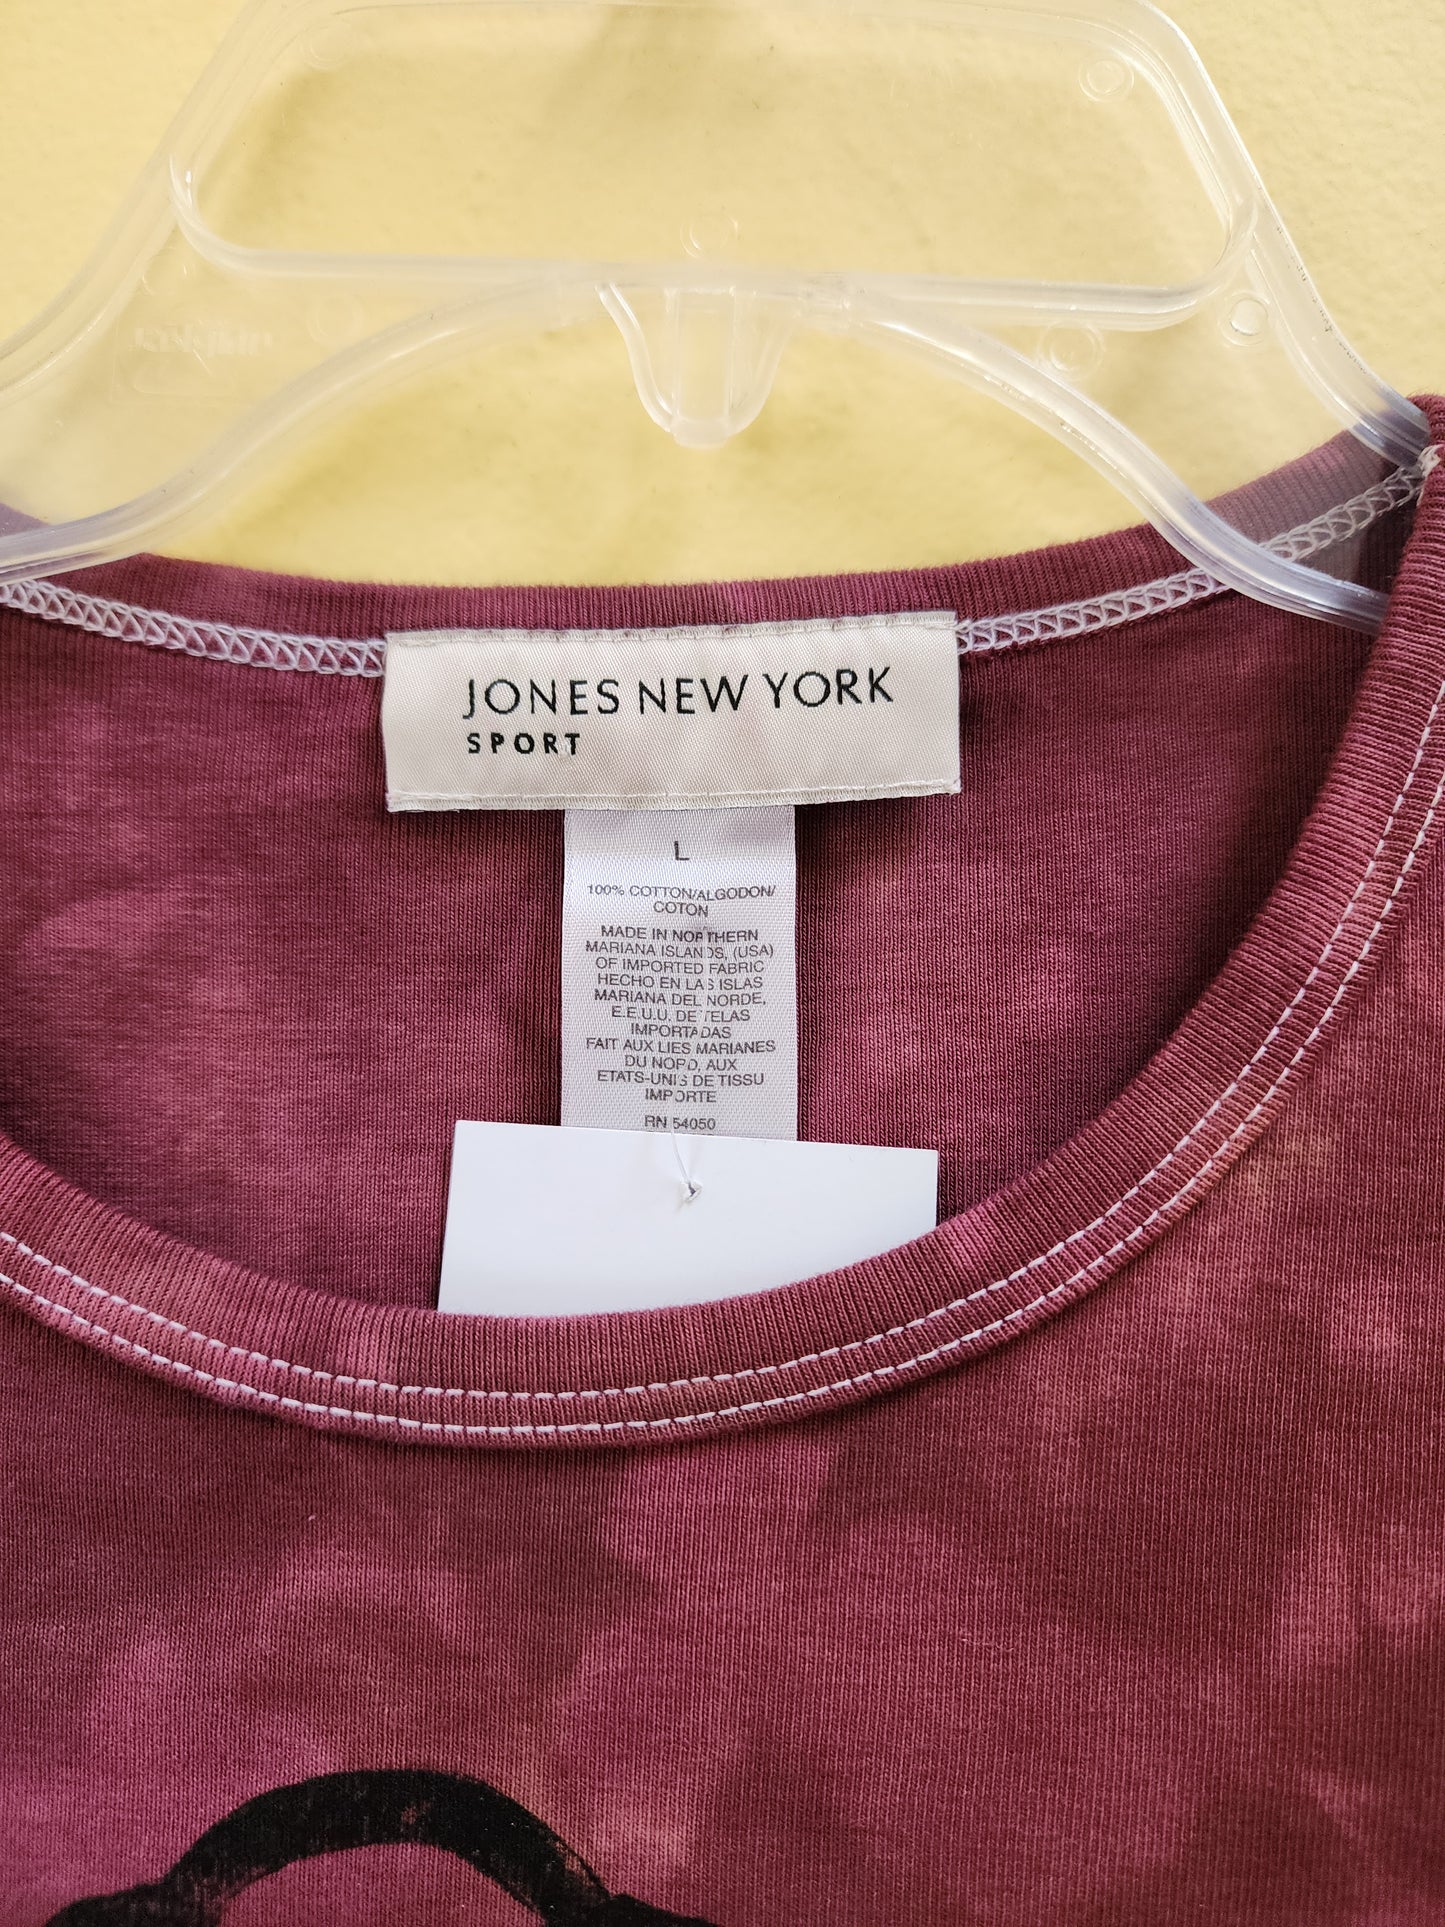 JONES NEW YORK
SPORT
L
100% COTTON/ALGODON/
COTON
MADE IN NORTHERN
MARIANA ISLANDS, (USA)
OF IMPORTED FABRIC
HECHO EN LAS ISLAS
MARIANA DEL NORDE,
E.E.U.U. DE TELAS
IMPORTADAS
FAIT AUX LIES MARIANES
DU NORD, AUX
ETATS-UNIS DE TISSU
IMPORTE
RN 54050